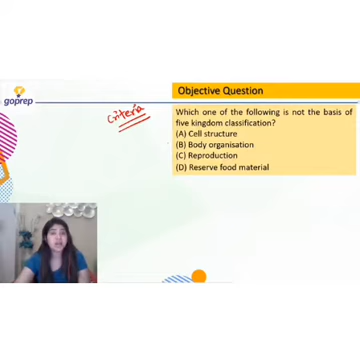 goprep
Criteria
Objective Question
Which one of the following is not the basis of
five kingdom classification?
(A) Cell structure
(B) Body organisation
(C) Reproduction
(D) Reserve food material